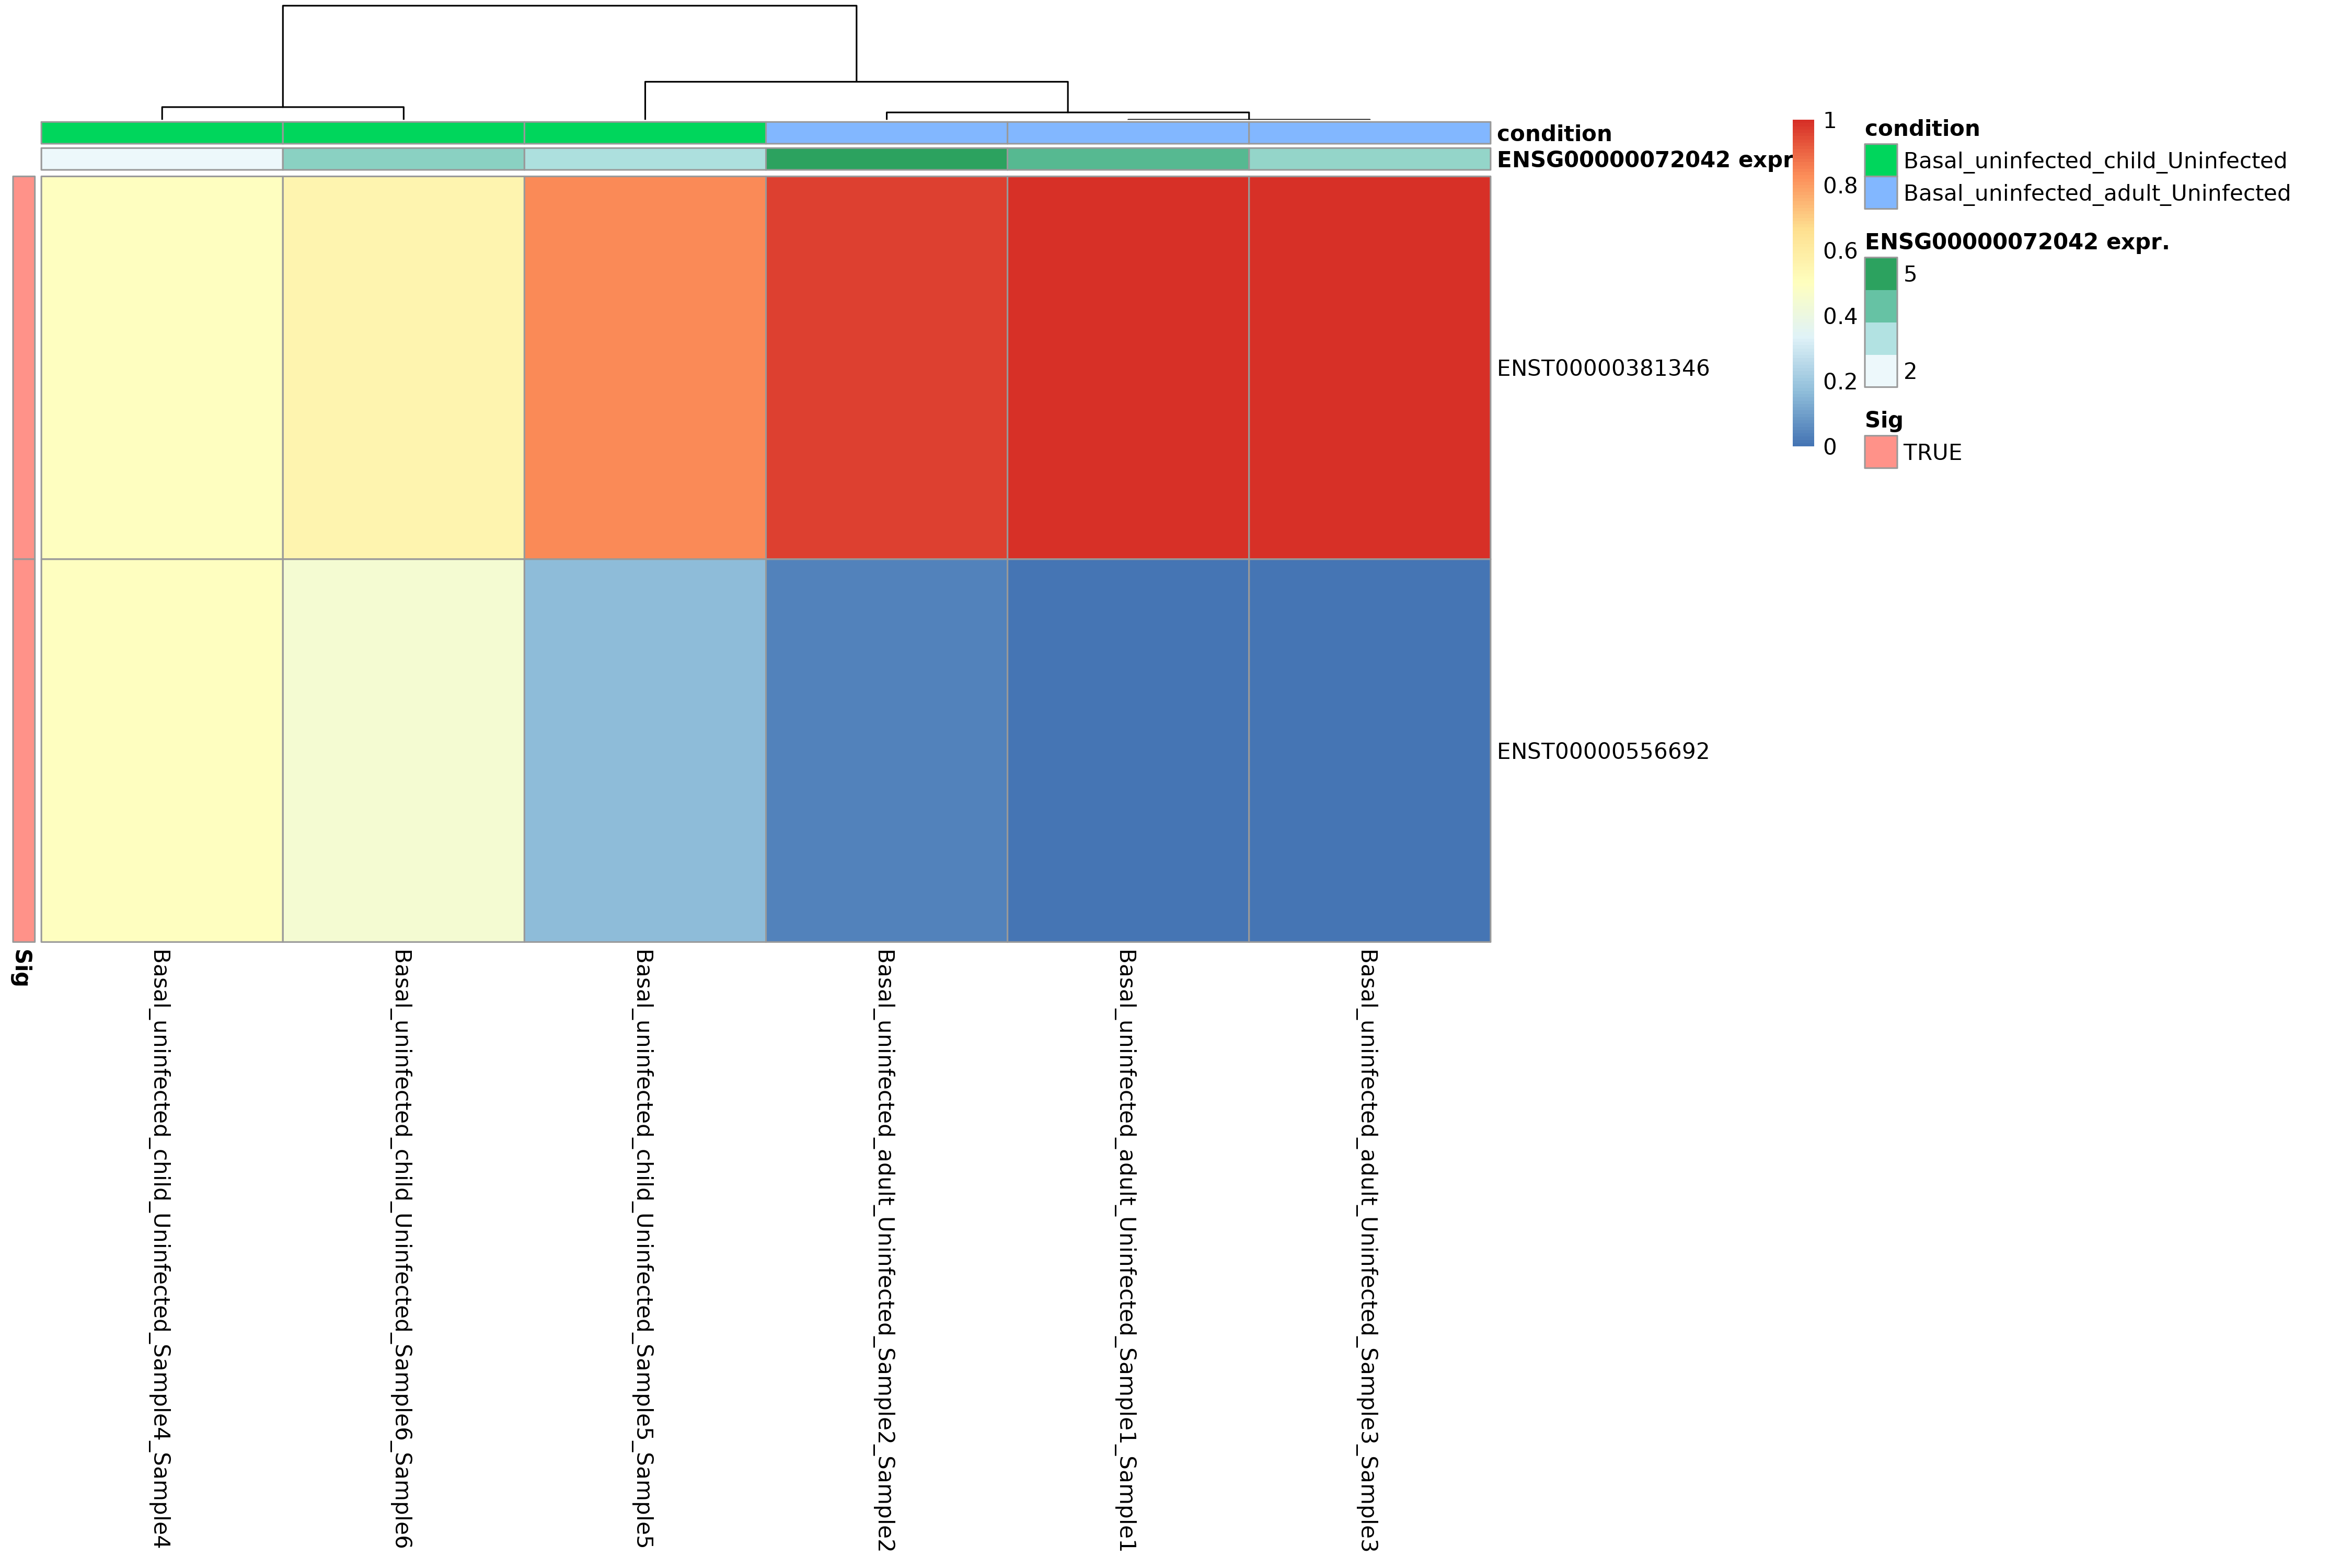 condition
ENSG00000072042 expr
ENST00000381346
ENST00000556692
1
0.8
0.6
0.4
0.2
0
condition
Basal_uninfected_child_Uninfected
Basal_uninfected_adult_Uninfected
ENSG00000072042 expr.
5
2
Sig
TRUE
Sig
Basal_uninfected_child_Uninfected_Sample4_Sample4
Basal_uninfected_child_Uninfected_Sample6_Sample6
Basal_uninfected_child_Uninfected_Sample5_Sample5
Basal_uninfected_adult_Uninfected_Sample2_Sample2
Basal_uninfected_adult_Uninfected_Sample1_Sample1
Basal_uninfected_adult_Uninfected_Sample3_Sample3